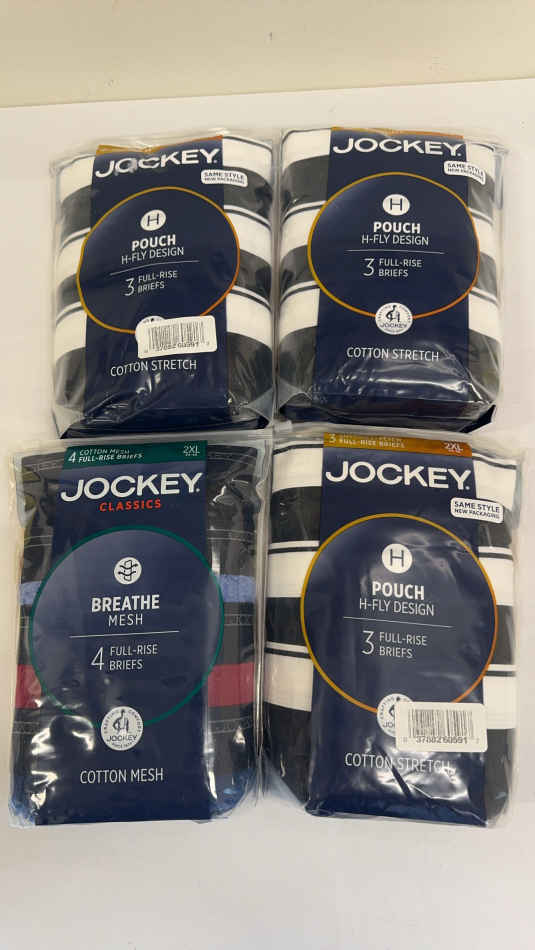 JOCKEY.
SAME STYLE
NEW PACKAGING
H
POUCH
H-FLY DESIGN
3 FULL-RISE
BRIEFS
COTTON STRETCH
JOCKEY.
SAME STYLE
NEW PACKAGING
H
POUCH
H-FLY DESIGN
3 FULL-RISE
BRIEFS
JOCKEY
COTTON STRETCH
4 COTTON MESH
FULL-RISE BRIEFS
2XL
JOCKEY.
CLASSICS
BREATHE
MESH
4 FULL-RISE
BRIEFS
JOCKEY
COTTON MESH
3
FULL-RISE BRIEFS
2XL
JOCKEY.
SAME STYLE
NEW PACKAGING
H
POUCH
H-FLY DESIGN
3 FULL-RISE
BRIEFS
COTTON STRETCH